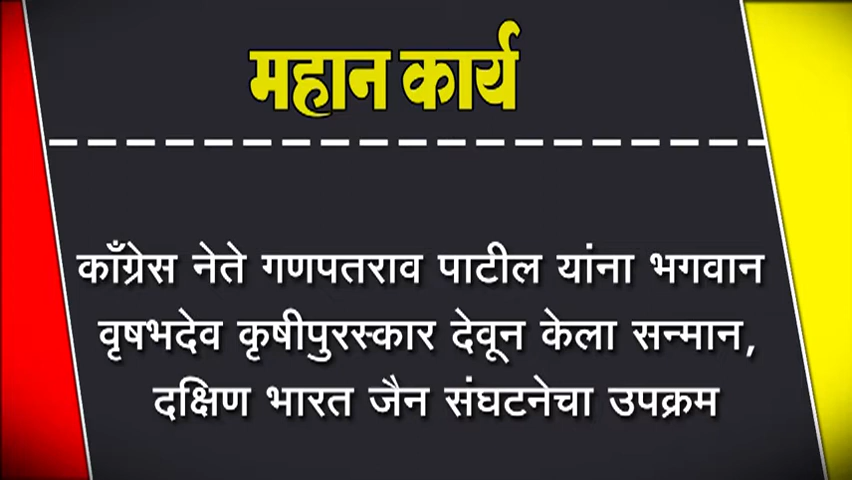 महान कार्य
काँग्रेस नेते गणपतराव पाटील यांना भगवान
वृषभदेव कृषीपुरस्कार देवून केला सन्मान,
दक्षिण भारत जैन संघटनेचा उपक्रम